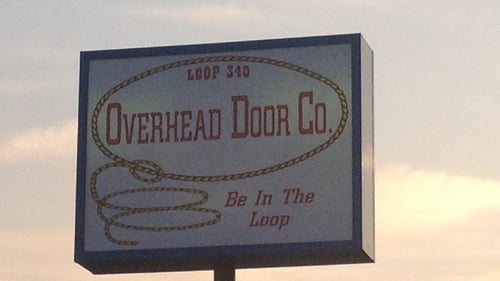 LOOP 340
OVERHEAD DOOR CO.
Be In The
Loop